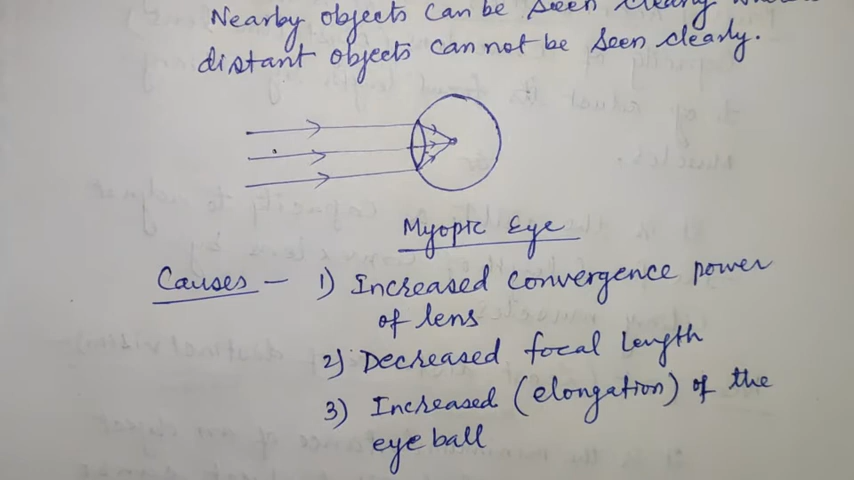 Nearby objects can be seen clearly
distant objects can not be seen clearly.
Myopic Eye
Causes - 1) Increased convergence power
of lens
2) Decreased focal length
3) Increased (elongation) of the
eye ball